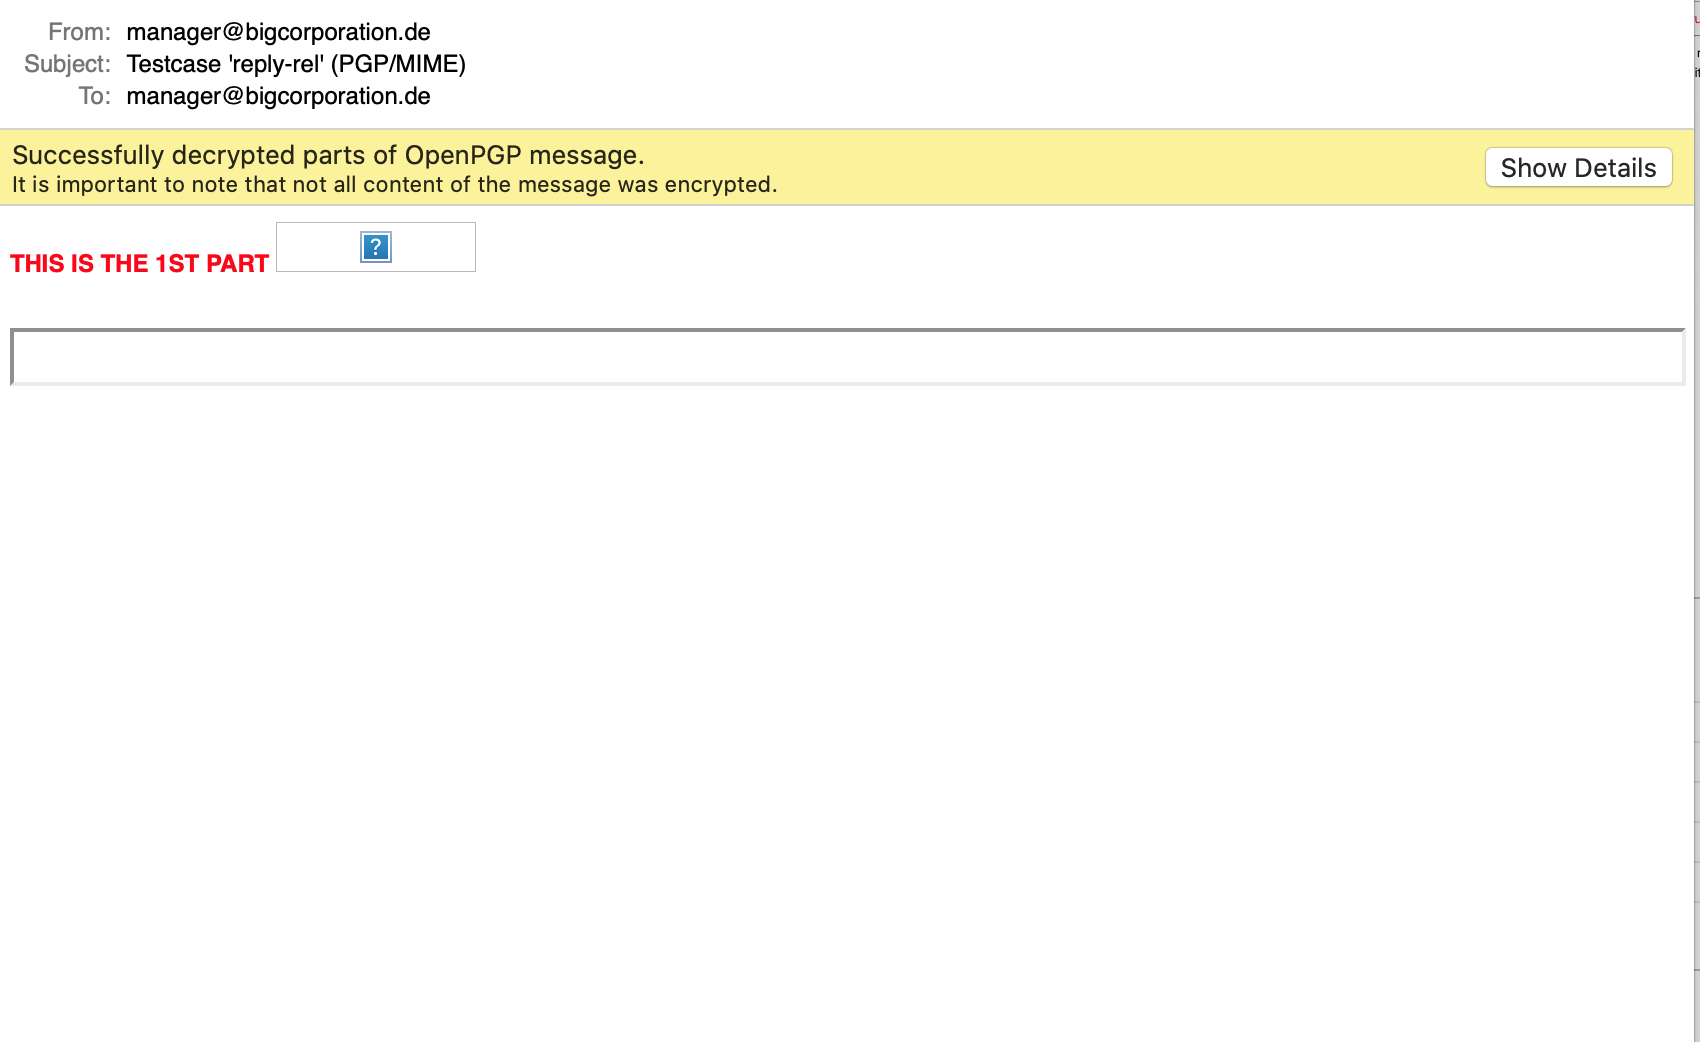 From: manager@bigcorporation.de
Subject: Testcase 'reply-rel' (PGP/MIME)
To: manager@bigcorporation.de
Successfully decrypted parts of OpenPGP message.
It is important to note that not all content of the message was encrypted.
Show Details
THIS IS THE 1ST PART
?